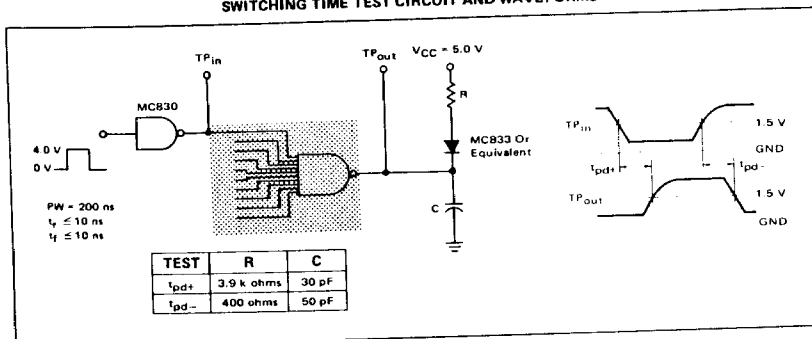 SWITCHING TIME TEST CIRCUIT AND WAVEFORMS
TPin
TPout
VCC = 5.0 V
MC830
R
MC833 Or
Equivalent
C
4.0 V
0 V
PW = 200 ns
tr ≤ 10 ns
tf ≤ 10 ns
TEST R C
tpd+ 3.9 k ohms 30 pF
tpd− 400 ohms 50 pF
TPin
1.5 V
GND
tpd+
tpd−
TPout
1.5 V
GND